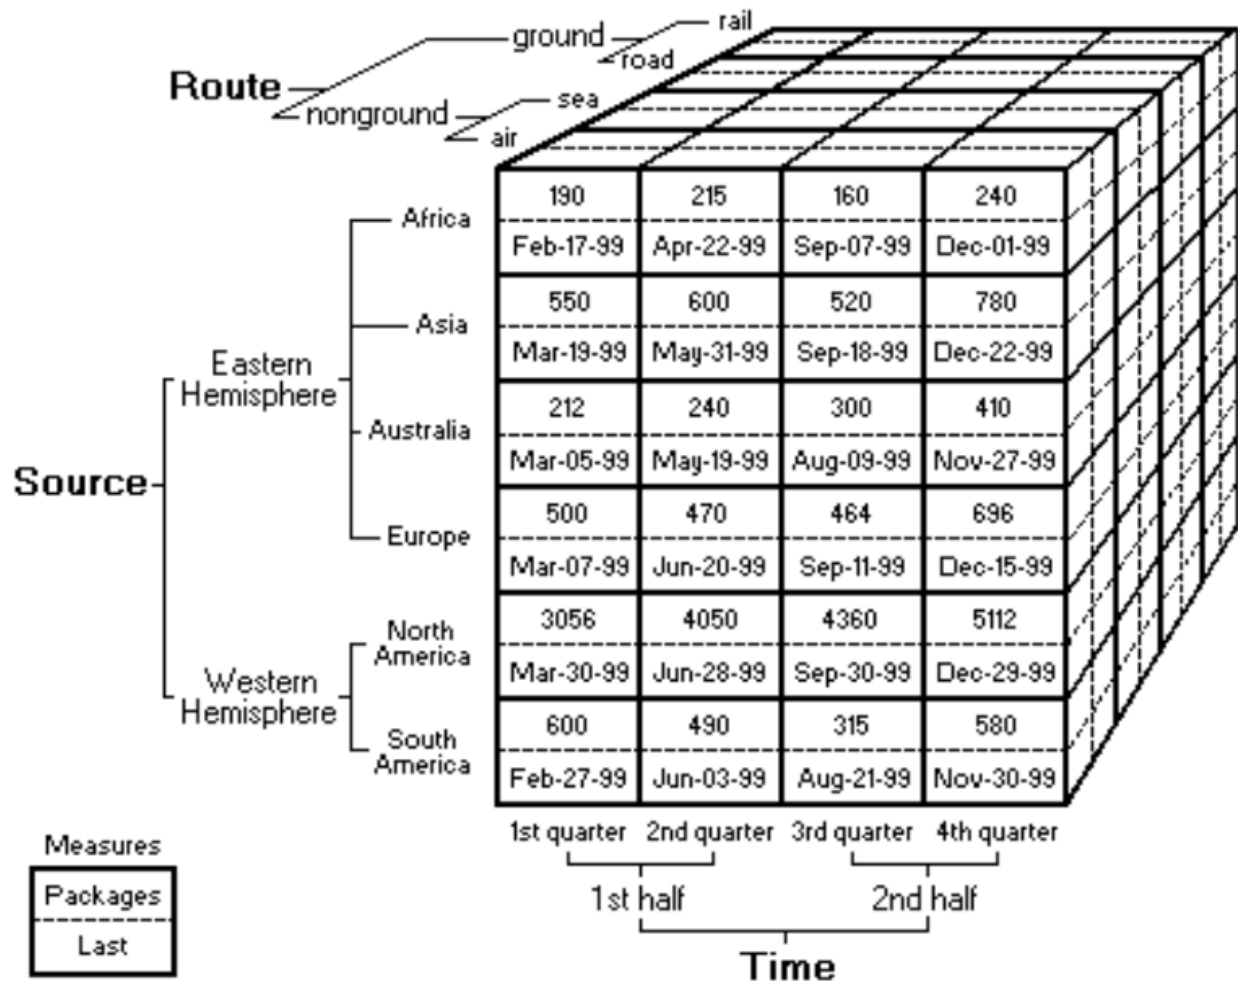 rail
ground
road
Route
sea
nonground
air
190 215 160 240
Africa
Feb-17-99 Apr-22-99 Sep-07-99 Dec-01-99
550 600 520 780
Asia
Mar-19-99 May-31-99 Sep-18-99 Dec-22-99
Eastern
Hemisphere
212 240 300 410
Australia
Mar-05-99 May-19-99 Aug-09-99 Nov-27-99
Source
500 470 464 696
Europe
Mar-07-99 Jun-20-99 Sep-11-99 Dec-15-99
3056 4050 4360 5112
North
America
Mar-30-99 Jun-28-99 Sep-30-99 Dec-29-99
Western
Hemisphere
600 490 315 580
South
America
Feb-27-99 Jun-03-99 Aug-21-99 Nov-30-99
1st quarter 2nd quarter 3rd quarter 4th quarter
Measures
Packages
Last
1st half 2nd half
Time